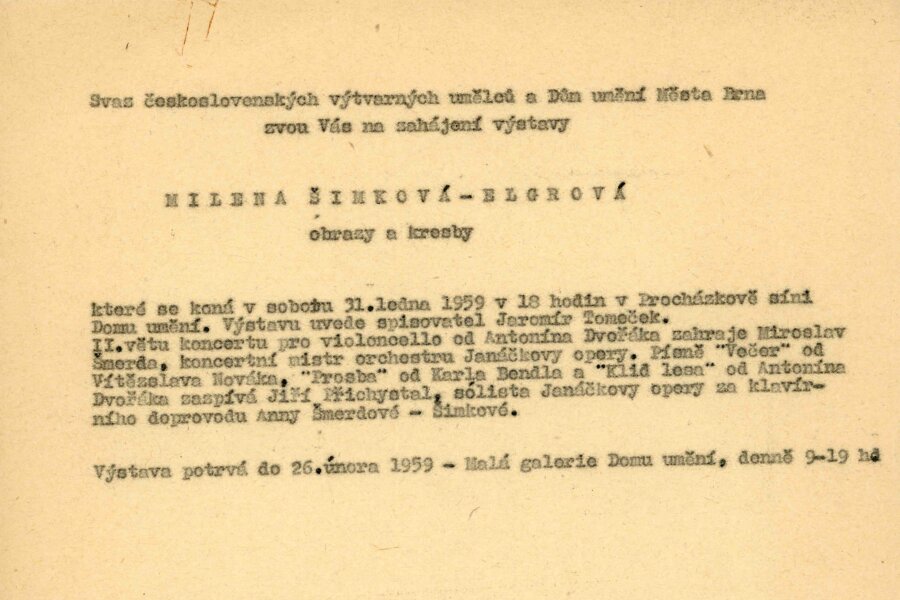 Svaz československých výtvarných umělců a Dům umění Města Brna
zvou Vás na zahájení výstavy
MILENA ŠIMKOVÁ-ELGROVÁ
obrazy a kresby
které se koná v sobotu 31.ledna 1959 v 18 hodin v Procházkově síni
Domu umění. Výstavu uvede spisovatel Jaromír Tomeček.
II.větu koncertu pro violoncello od Antonína Dvořáka zahraje Miroslav
Šmerda, koncertní mistr orchestru Janáčkovy opery. Písně "Večer" od
Vítězslava Nováka, "Prosba" od Karla Bendla a "Klid lesa" od Antonína
Dvořáka zaspívá Jiří Přichystal, sólista Janáčkovy opery za klavír-
ního doprovodu Anny Šmerdové - Šimkové.
Výstava potrvá do 26.února 1959 - Malá galerie Domu umění, denně 9-19 hd